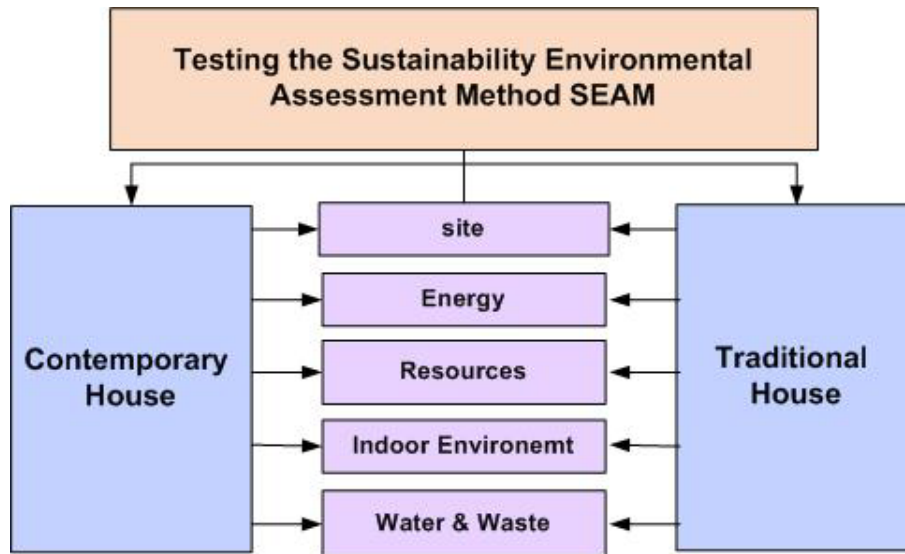 Testing the Sustainability Environmental
Assessment Method SEAM
Contemporary
House
site
Energy
Resources
Indoor Environemt
Water & Waste
Traditional
House